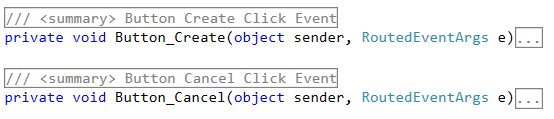 /// <summary> Button Create Click Event
private void Button_Create(object sender, RoutedEventArgs e)...
/// <summary> Button Cancel Click Event
private void Button_Cancel(object sender, RoutedEventArgs e)...